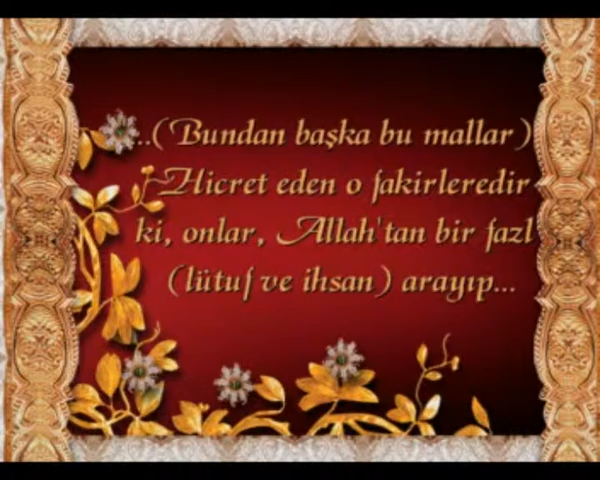 ...(Bundan başka bu mallar)
Hicret eden o fakirleredir
ki, onlar, Allah'tan bir fazl
(lütuf ve ihsan) arayıp...